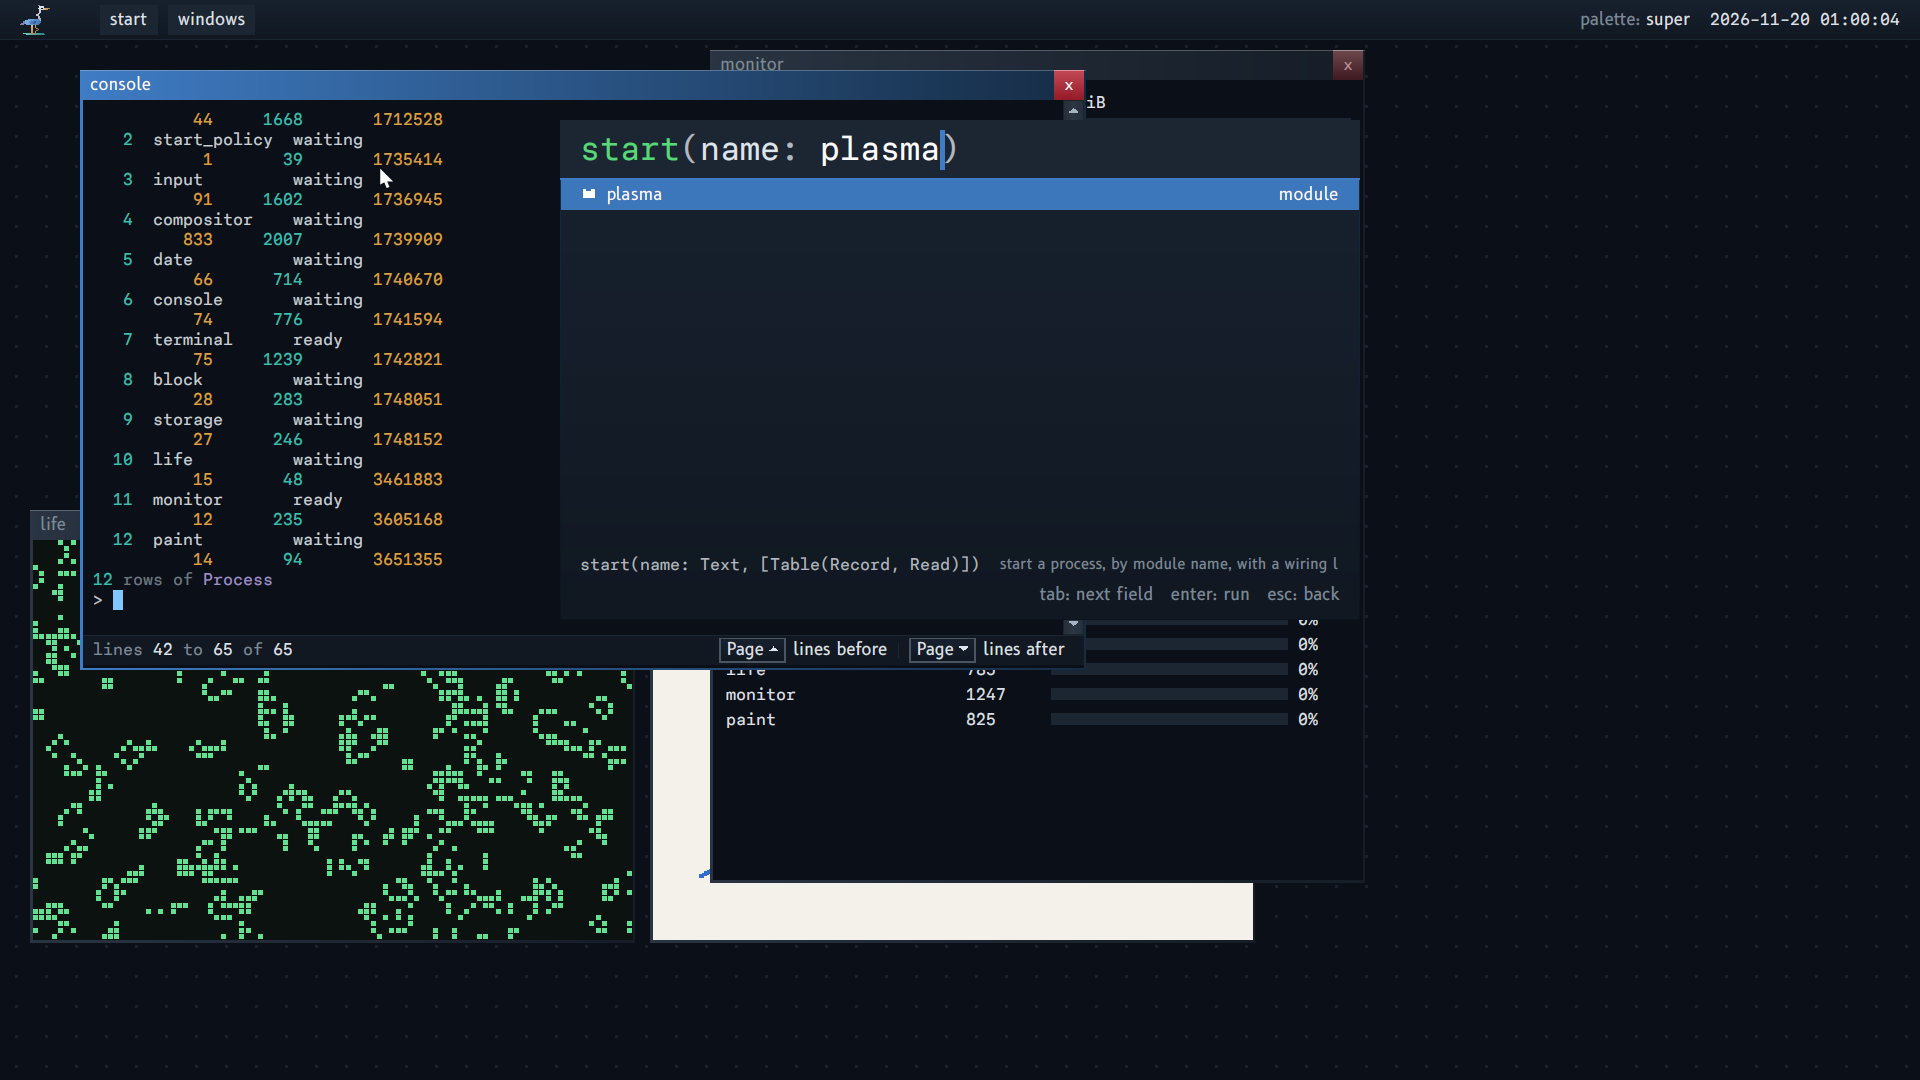 start windows palette: super 2026-11-20 01:00:04
monitor x
console x
iB
44 1668 1712528
2 start_policy waiting
1 39 1735414
3 input waiting
91 1602 1736945
4 compositor waiting
833 2007 1739909
5 date waiting
66 714 1740670
6 console waiting
74 776 1741594
7 terminal ready
75 1239 1742821
8 block waiting
28 283 1748051
9 storage waiting
27 246 1748152
10 life waiting
15 48 3461883
11 monitor ready
12 235 3605168
12 paint waiting
14 94 3651355
12 rows of Process
>
lines 42 to 65 of 65 Page lines before Page lines after
start(name: plasma)
plasma module
start(name: Text, [Table(Record, Read)]) start a process, by module name, with a wiring l
tab: next field enter: run esc: back
0%
0%
life 785 0%
monitor 1247 0%
paint 825 0%
life